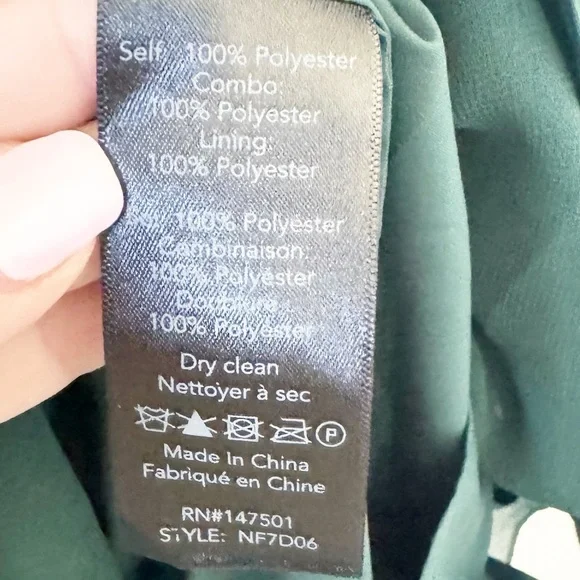 Self 100% Polyester
Combo:
100% Polyester
Lining:
100% Polyester
100% Polyester
Combinaison:
100% Polyester
Doublure:
100% Polyester
Dry clean
Nettoyer à sec
P
Made In China
Fabriqué en Chine
RN#147501
STYLE: NF7D06